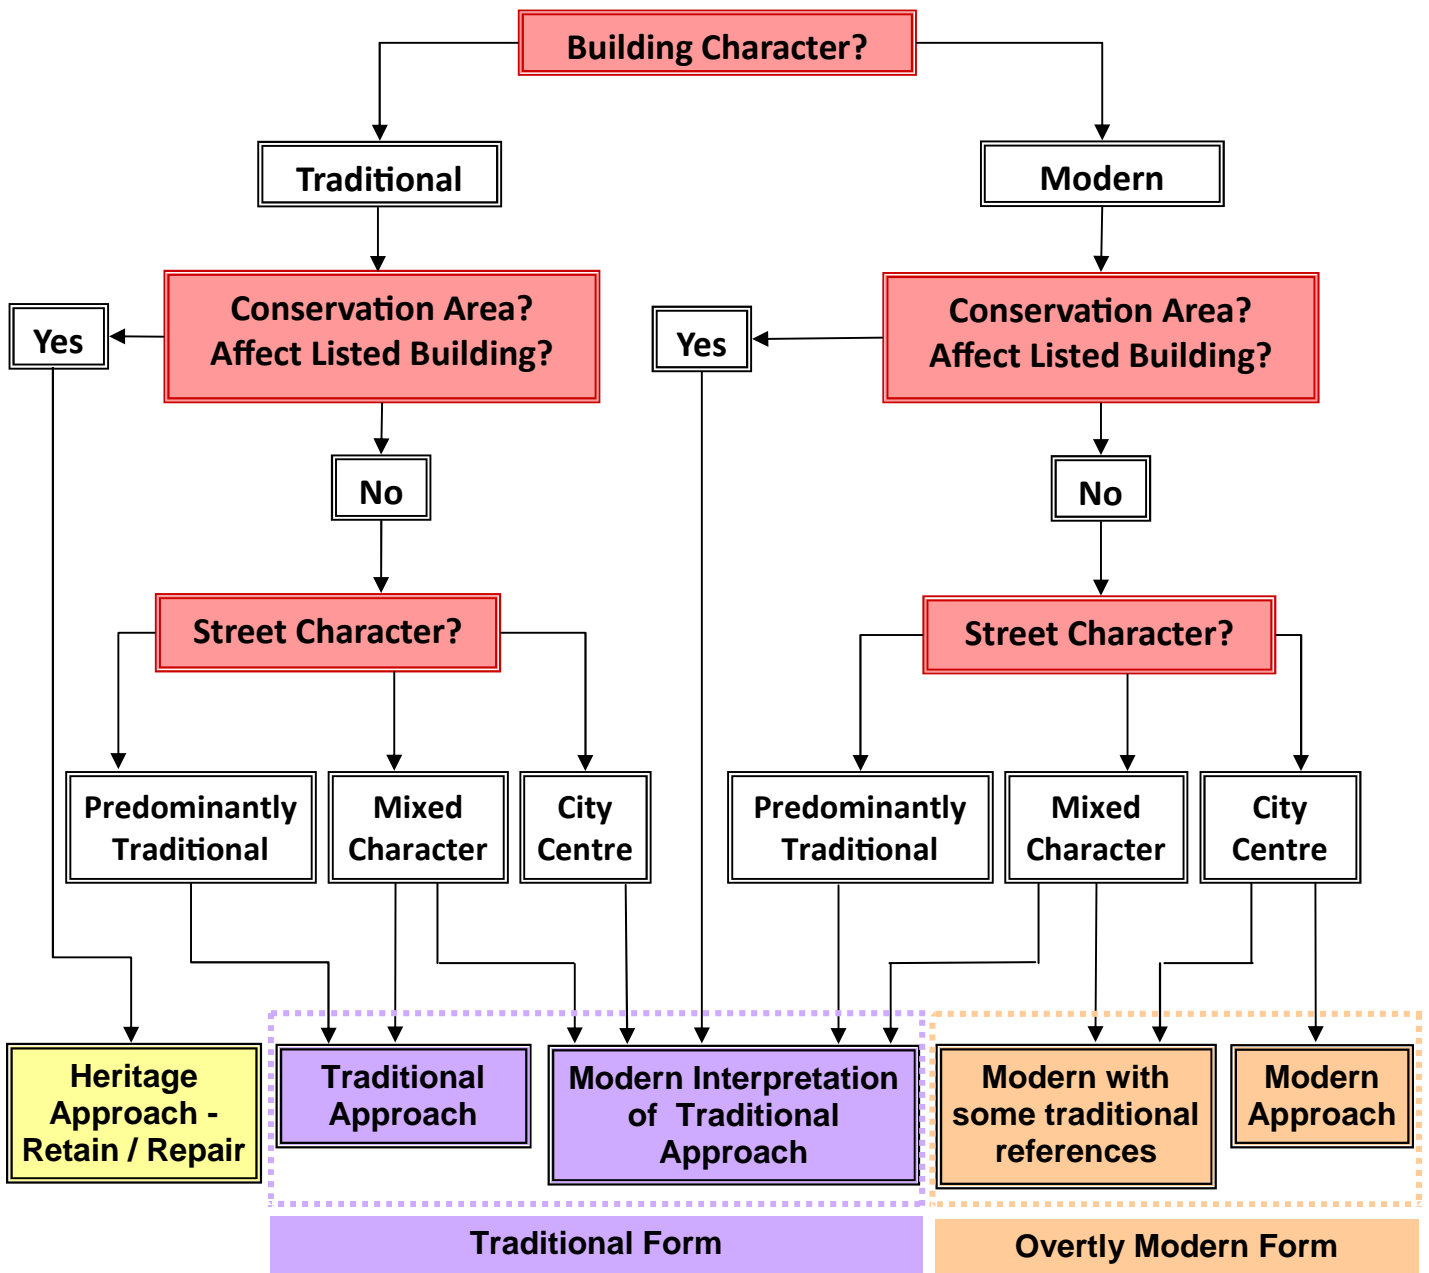 Building Character?
Traditional
Modern
Conservation Area?
Affect Listed Building?
Yes
Conservation Area?
Affect Listed Building?
Yes
No
No
Street Character?
Street Character?
Predominantly
Traditional
Mixed
Character
City
Centre
Predominantly
Traditional
Mixed
Character
City
Centre
Heritage
Approach -
Retain / Repair
Traditional
Approach
Modern Interpretation
of Traditional
Approach
Modern with
some traditional
references
Modern
Approach
Traditional Form
Overtly Modern Form